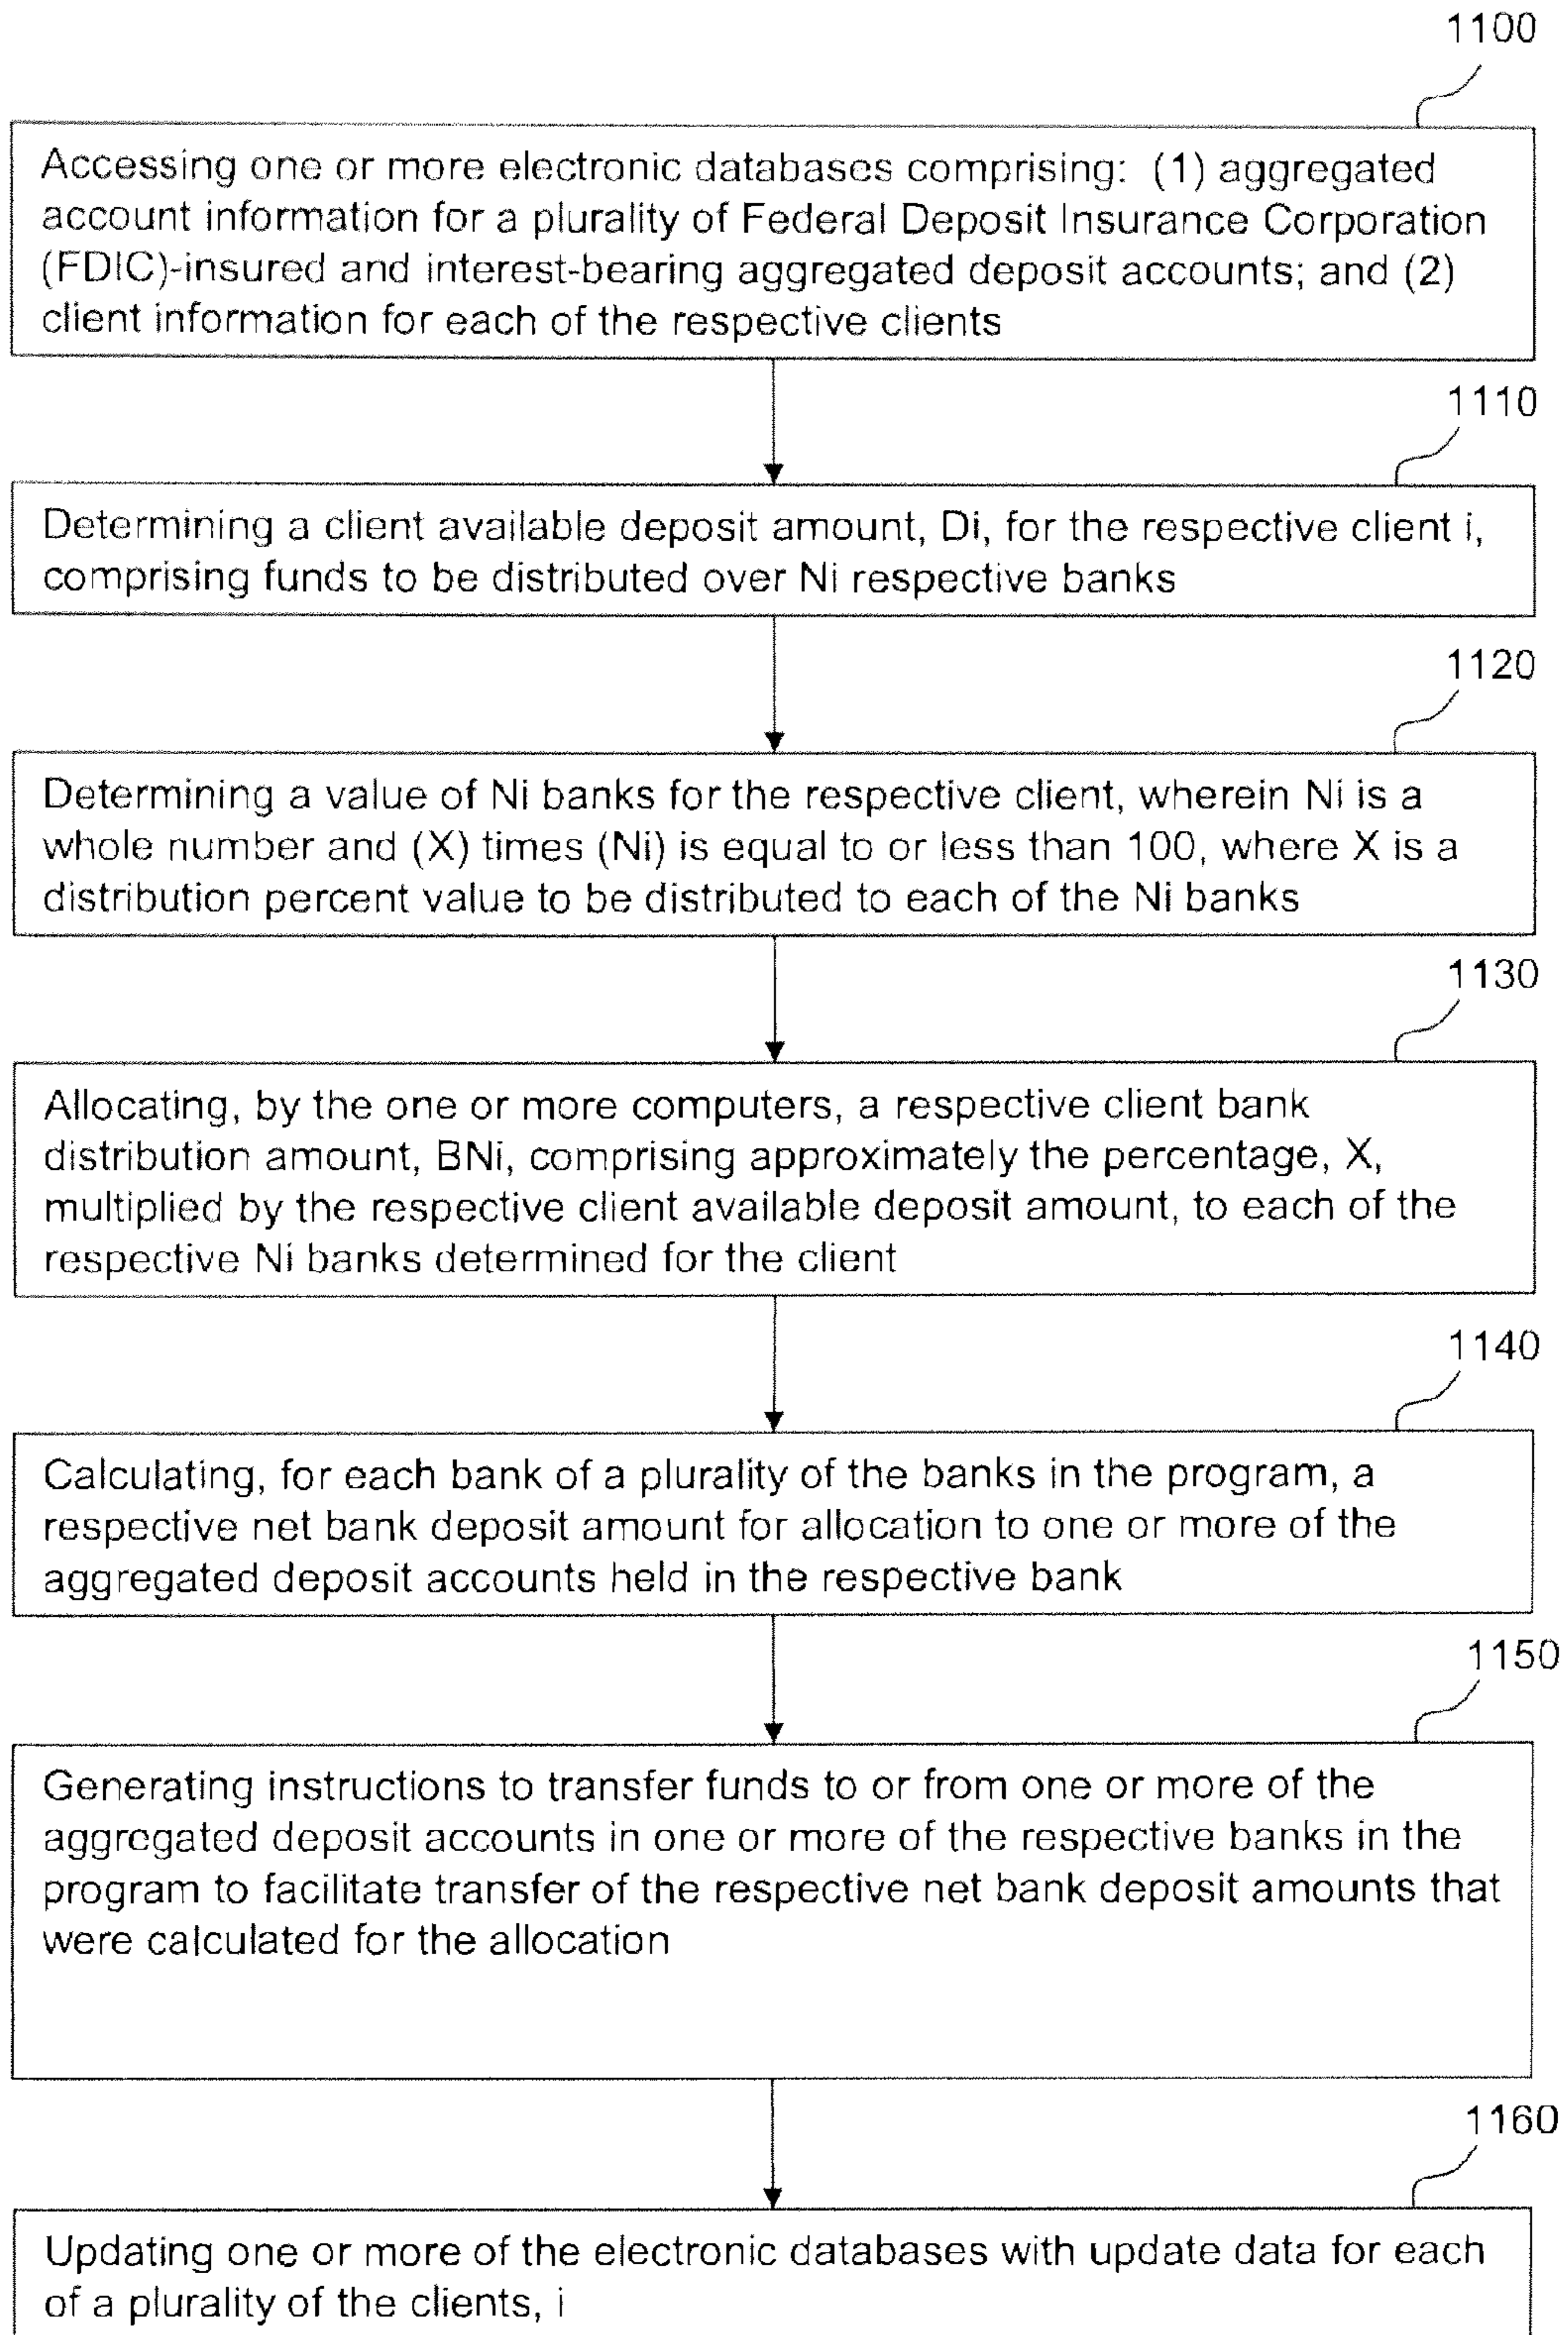 1100
Accessing one or more electronic databases comprising: (1) aggregated
account information for a plurality of Federal Deposit Insurance Corporation
(FDIC)-insured and interest-bearing aggregated deposit accounts; and (2)
client information for each of the respective clients
1110
Determining a client available deposit amount, Di, for the respective client i,
comprising funds to be distributed over Ni respective banks
1120
Determining a value of Ni banks for the respective client, wherein Ni is a
whole number and (X) times (Ni) is equal to or less than 100, where X is a
distribution percent value to be distributed to each of the Ni banks
1130
Allocating, by the one or more computers, a respective client bank
distribution amount, BNi, comprising approximately the percentage, X,
multiplied by the respective client available deposit amount, to each of the
respective Ni banks determined for the client
1140
Calculating, for each bank of a plurality of the banks in the program, a
respective net bank deposit amount for allocation to one or more of the
aggregated deposit accounts held in the respective bank
1150
Generating instructions to transfer funds to or from one or more of the
aggregated deposit accounts in one or more of the respective banks in the
program to facilitate transfer of the respective net bank deposit amounts that
were calculated for the allocation
1160
Updating one or more of the electronic databases with update data for each
of a plurality of the clients, i